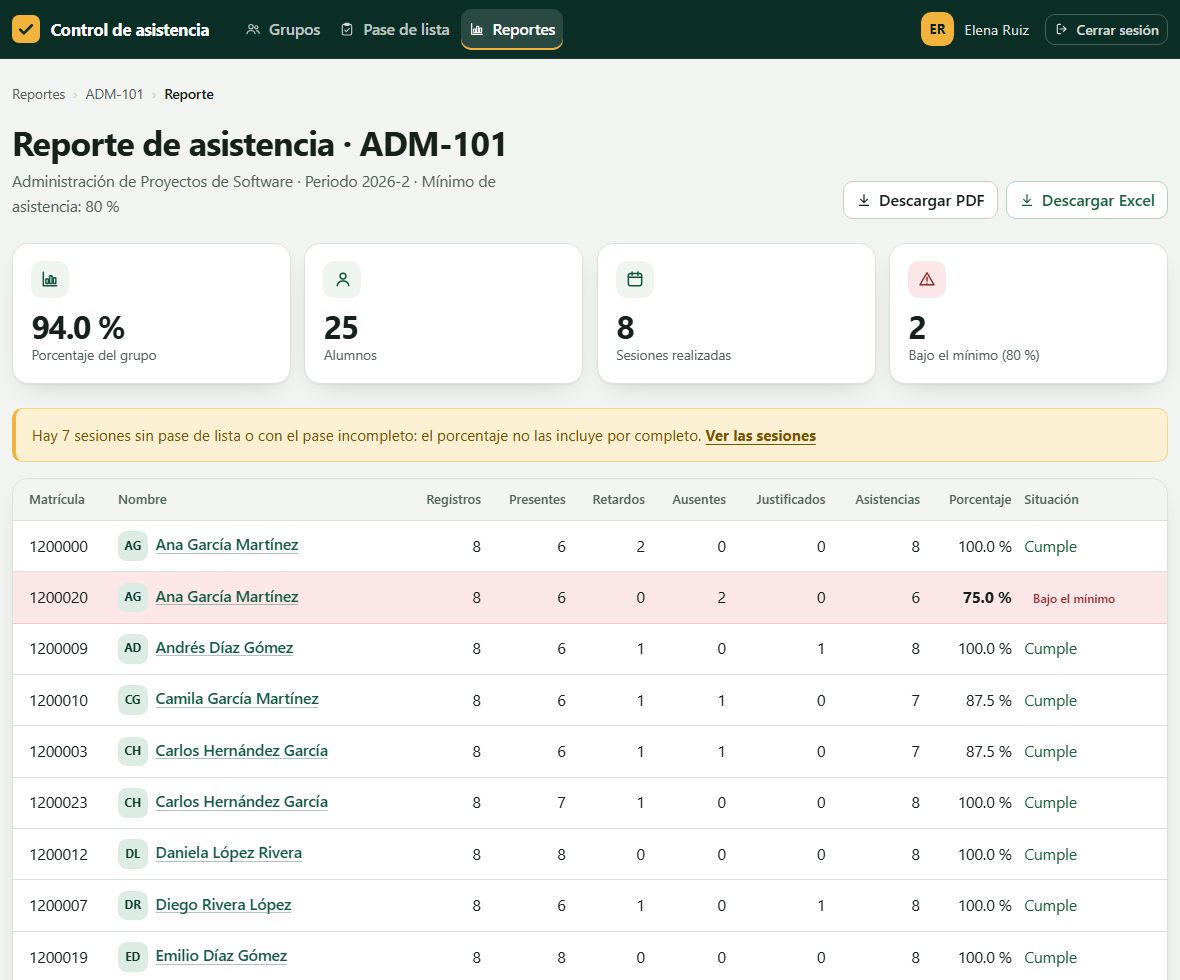 Control de asistencia Grupos Pase de lista Reportes ER Elena Ruiz Cerrar sesión
Reportes › ADM-101 › Reporte
Reporte de asistencia · ADM-101
Administración de Proyectos de Software · Periodo 2026-2 · Mínimo de
asistencia: 80 %
Descargar PDF Descargar Excel
94.0 %
Porcentaje del grupo
25
Alumnos
8
Sesiones realizadas
2
Bajo el mínimo (80 %)
Hay 7 sesiones sin pase de lista o con el pase incompleto: el porcentaje no las incluye por completo. Ver las sesiones
Matrícula Nombre Registros Presentes Retardos Ausentes Justificados Asistencias Porcentaje Situación
1200000 AG Ana García Martínez 8 6 2 0 0 8 100.0 % Cumple
1200020 AG Ana García Martínez 8 6 0 2 0 6 75.0 % Bajo el mínimo
1200009 AD Andrés Díaz Gómez 8 6 1 0 1 8 100.0 % Cumple
1200010 CG Camila García Martínez 8 6 1 1 0 7 87.5 % Cumple
1200003 CH Carlos Hernández García 8 6 1 1 0 7 87.5 % Cumple
1200023 CH Carlos Hernández García 8 7 1 0 0 8 100.0 % Cumple
1200012 DL Daniela López Rivera 8 8 0 0 0 8 100.0 % Cumple
1200007 DR Diego Rivera López 8 6 1 0 1 8 100.0 % Cumple
1200019 ED Emilio Díaz Gómez 8 8 0 0 0 8 100.0 % Cumple